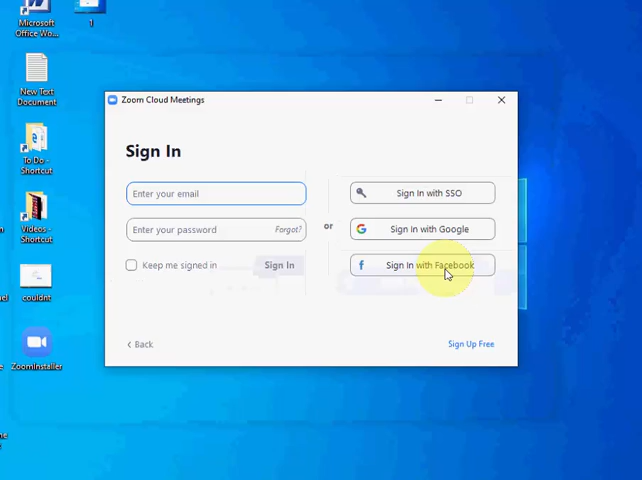 Microsoft
Office Wo...
1
New Text
Document
To Do -
Shortcut
Videos -
Shortcut
couldnt
ZoomInstaller
Zoom Cloud Meetings
Sign In
Enter your email
Enter your password
Forgot?
Keep me signed in
Sign In
or
Sign In with SSO
Sign In with Google
Sign In with Facebook
Back
Sign Up Free